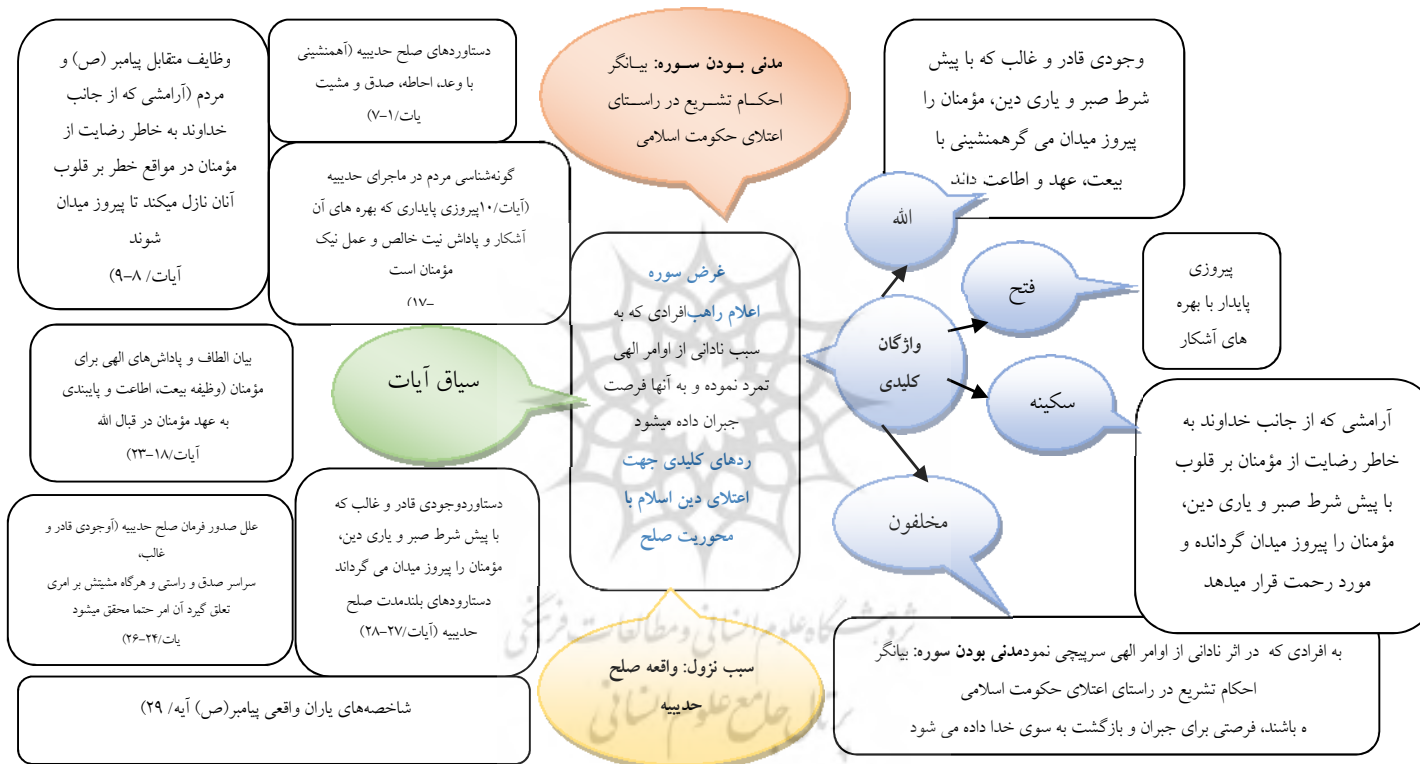 وجودی قادر و غالب که با پیش
شرط صبر و یاری دین، مؤمنان را
پیروز میدان می گرهمنشینی با
بیعت، عهد و اطاعت داند
الله
فتح
پیروزی
پایدار با بهره
های آشکار
واژگان
کلیدی
سکینه
آرامشی که از جانب خداوند به
خاطر رضایت از مؤمنان بر قلوب
با پیش شرط صبر و یاری دین،
مؤمنان را پیروز میدان گردانده و
مورد رحمت قرار میدهد
مخلفون
به افرادی که در اثر نادانی از اوامر الهی سرپیچی نمودمدنی بودن سوره: بیانگر
احکام تشریع در راستای اعتلای حکومت اسلامی
ه باشند، فرصتی برای جبران و بازگشت به سوی خدا داده می شود
مدنی بودن سوره: بیانگر
احکام تشریع در راستای
اعتلای حکومت اسلامی
غرض سوره
اعلام راهبافرادی که به
سبب نادانی از اوامر الهی
تمرد نموده و به آنها فرصت
جبران داده میشود
ردهای کلیدی جهت
اعتلای دین اسلام با
محوریت صلح
سبب نزول: واقعه صلح
حدیبیه
سیاق آیات
دستاوردهای صلح حدیبیه (آهمنشینی
با وعد، احاطه، صدق و مشیت
یات/۱-۷)
وظایف متقابل پیامبر (ص) و
مردم (آرامشی که از جانب
خداوند به خاطر رضایت از
مؤمنان در مواقع خطر بر قلوب
آنان نازل میکند تا پیروز میدان
شوند
آیات/ ۸-۹)
گونه‌شناسی مردم در ماجرای حدیبیه
(آیات/۱۰پیروزی پایداری که بهره های آن
آشکار و پاداش نیت خالص و عمل نیک
مؤمنان است
-۱۷)
بیان الطاف و پاداش‌های الهی برای
مؤمنان (وظیفه بیعت، اطاعت و پایبندی
به عهد مؤمنان در قبال الله
آیات/۱۸-۲۳)
علل صدور فرمان صلح حدیبیه (آوجودی قادر و
غالب،
سراسر صدق و راستی و هرگاه مشیتش بر امری
تعلق گیرد آن امر حتما محقق میشود
یات/۲۴-۲۶)
دستاوردوجودی قادر و غالب که
با پیش شرط صبر و یاری دین،
مؤمنان را پیروز میدان می گرداند
دستارودهای بلندمدت صلح
حدیبیه (آیات/۲۷-۲۸)
شاخصه‌های یاران واقعی پیامبر(ص) آیه/ ۲۹)
پژوهشگاه علوم انسانی و مطالعات فرهنگی
پرتال جامع علوم انسانی